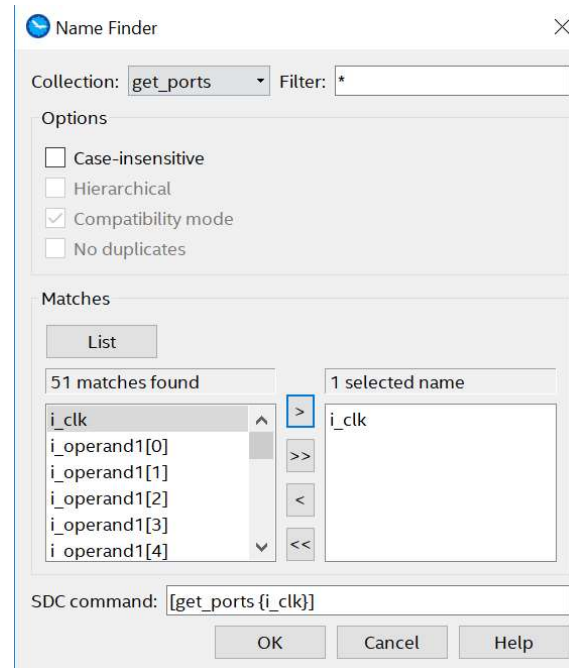 Name Finder
Collection: get_ports Filter: *
Options
Case-insensitive
Hierarchical
Compatibility mode
No duplicates
Matches
List
51 matches found
1 selected name
i_clk
i_operand1[0]
i_operand1[1]
i_operand1[2]
i_operand1[3]
i_operand1[4]
>
>>
<
<<
i_clk
SDC command: [get_ports {i_clk}]
OK Cancel Help